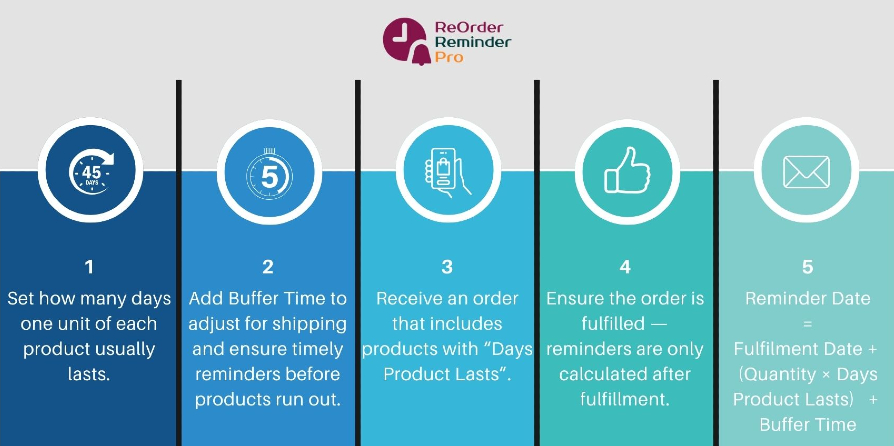 ReOrder
Reminder
Pro
45
DAYS
5
1
Set how many days
one unit of each
product usually
lasts.
2
Add Buffer Time to
adjust for shipping
and ensure timely
reminders before
products run out.
3
Receive an order
that includes
products with “Days
Product Lasts“.
4
Ensure the order is
fulfilled —
reminders are only
calculated after
fulfillment.
5
Reminder Date
=
Fulfilment Date +
(Quantity × Days
Product Lasts) +
Buffer Time